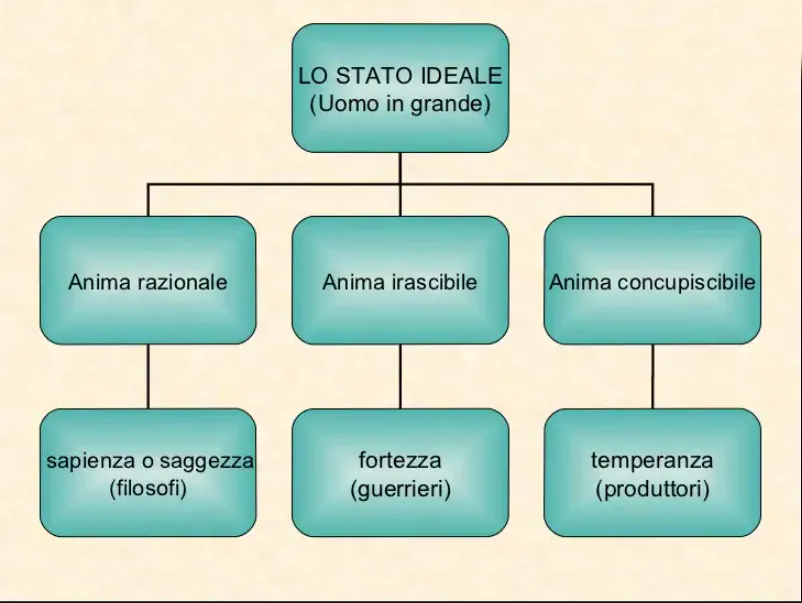 LO STATO IDEALE
(Uomo in grande)
Anima razionale
Anima irascibile
Anima concupiscibile
sapienza o saggezza
(filosofi)
fortezza
(guerrieri)
temperanza
(produttori)